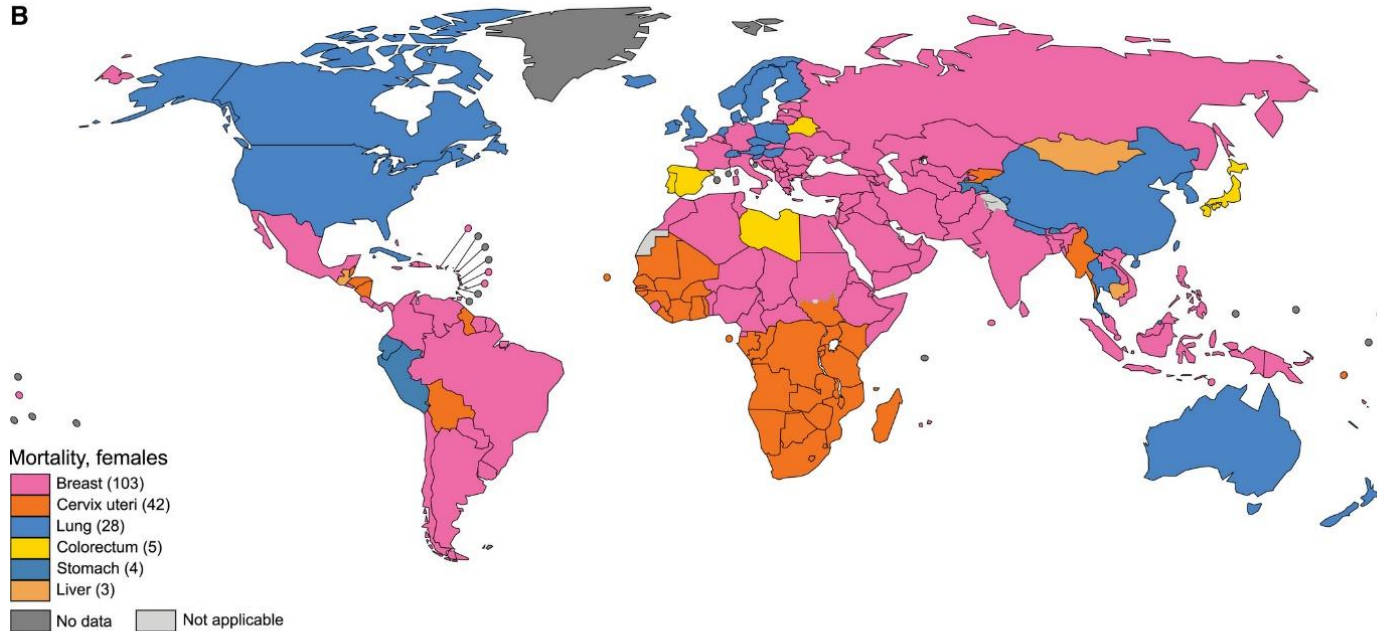 B
Mortality, females
Breast (103)
Cervix uteri (42)
Lung (28)
Colorectum (5)
Stomach (4)
Liver (3)
No data Not applicable